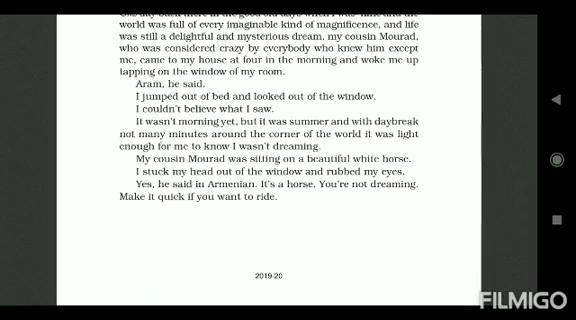 world was full of every imaginable kind of magnificence, and life
was still a delightful and mysterious dream, my cousin Mourad,
who was considered crazy by everybody who knew him except
me, came to my house at four in the morning and woke me up
tapping on the window of my room.
Aram, he said.
I jumped out of bed and looked out of the window.
I couldn't believe what I saw.
It wasn't morning yet, but it was summer and with daybreak
not many minutes around the corner of the world it was light
enough for me to know I wasn't dreaming.
My cousin Mourad was sitting on a beautiful white horse.
I stuck my head out of the window and rubbed my eyes.
Yes, he said in Armenian. It's a horse. You're not dreaming.
Make it quick if you want to ride.
2019-20
FILMIGO